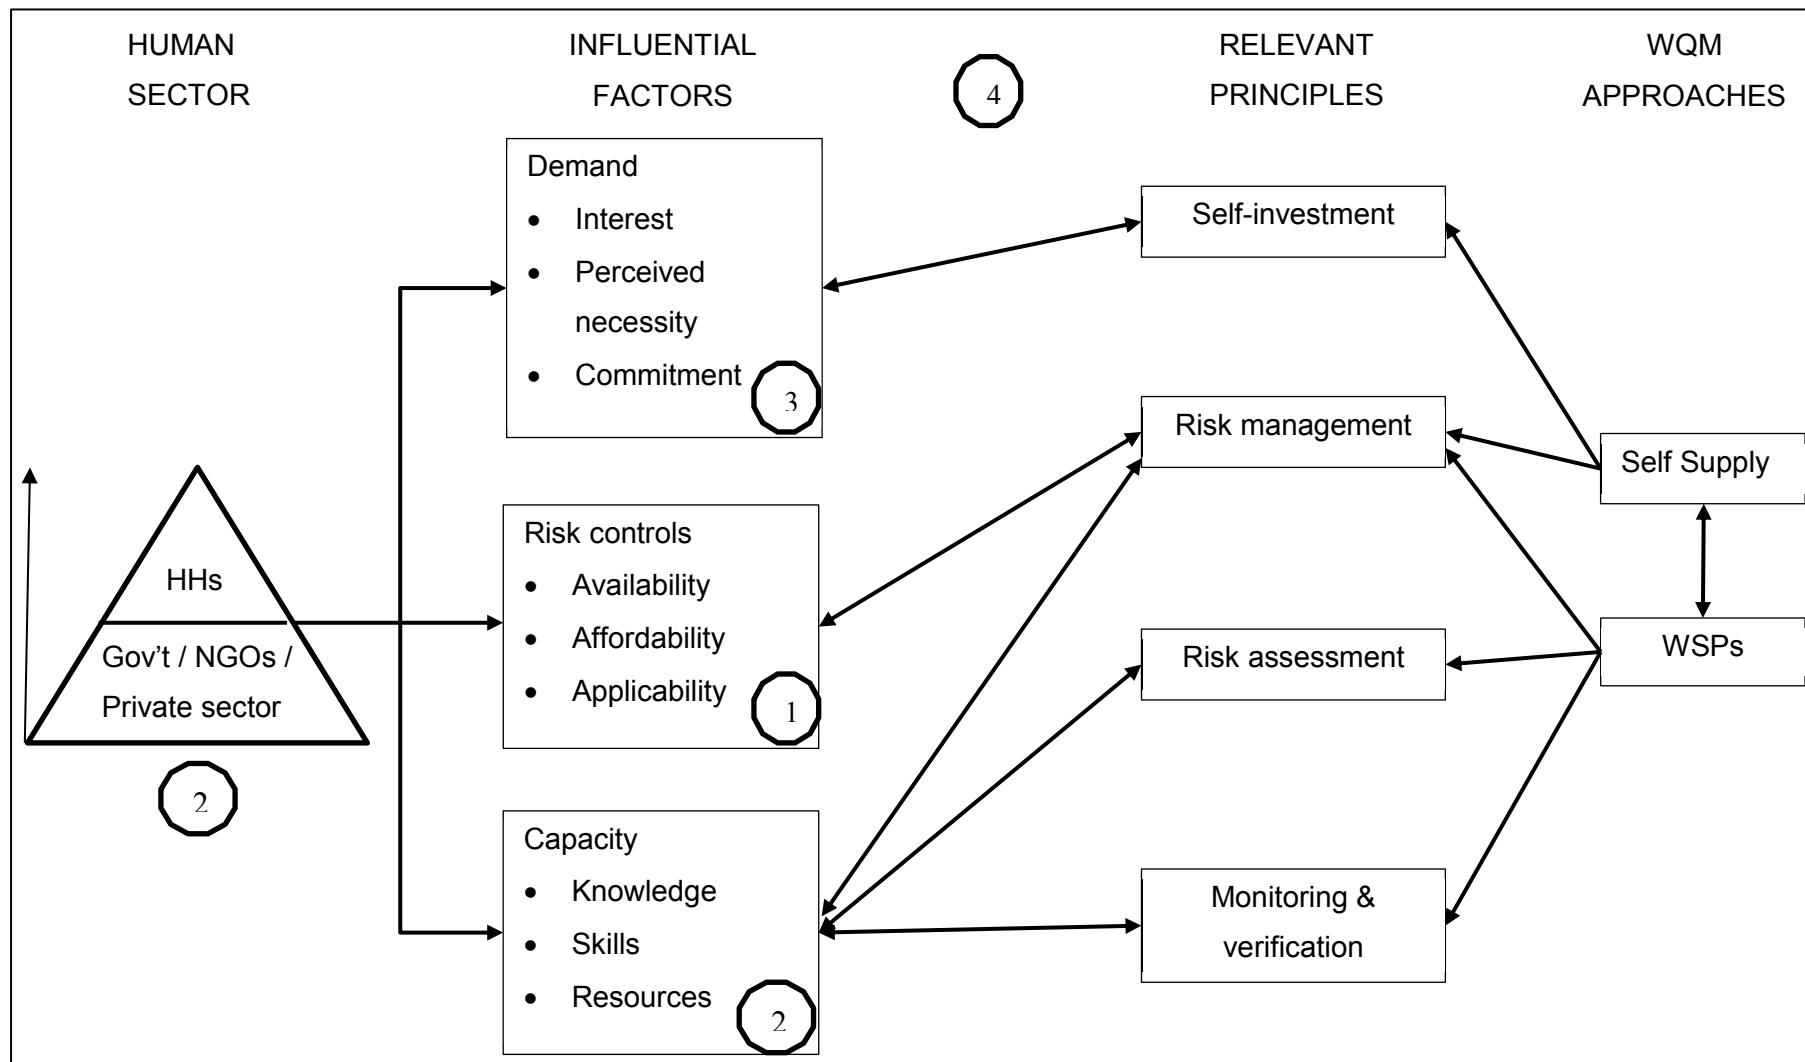 HUMAN
SECTOR
INFLUENTIAL
FACTORS
4
RELEVANT
PRINCIPLES
WQM
APPROACHES
Demand
• Interest
• Perceived
necessity
• Commitment
3
Risk controls
• Availability
• Affordability
• Applicability
1
Capacity
• Knowledge
• Skills
• Resources
2
HHs
Gov't / NGOs /
Private sector
2
Self-investment
Risk management
Risk assessment
Monitoring &
verification
Self Supply
WSPs